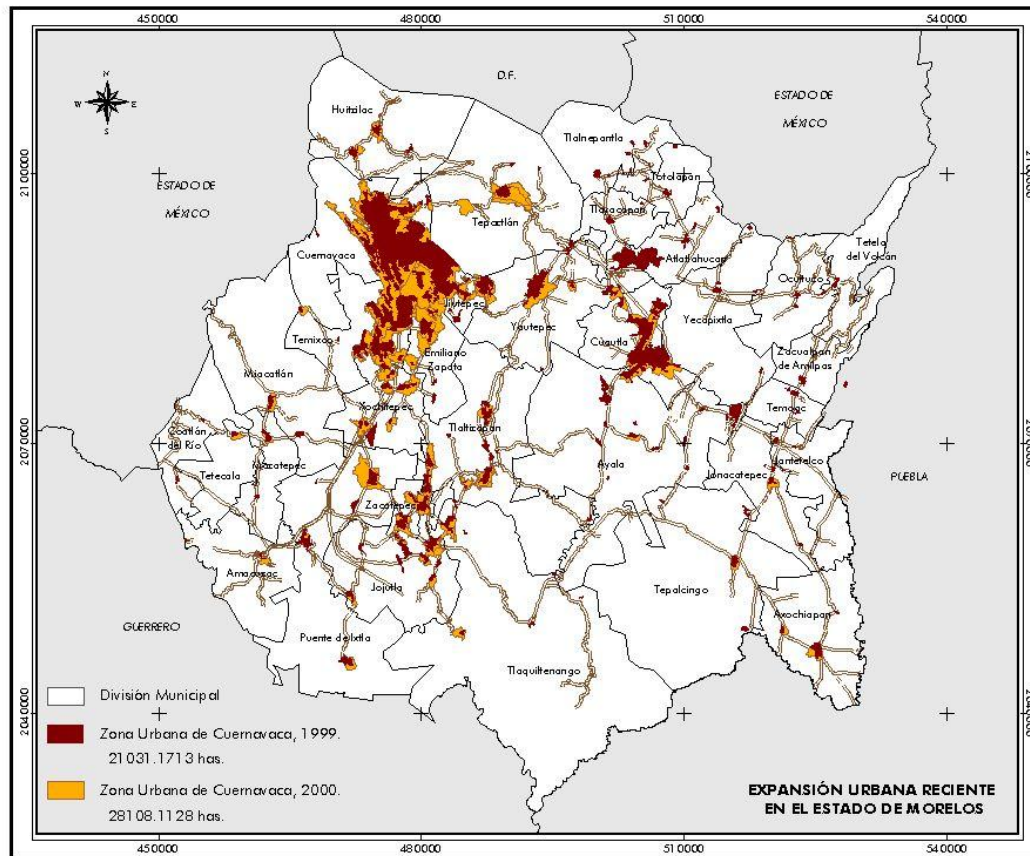 450000
480000
510000
540000
D.F.
ESTADO DE
MÉXICO
N
W
E
S
Huitzilac
Tlalnepantla
2100000
2100000
Totolapan
ESTADO DE
MÉXICO
Tlayacapan
Tepoztlán
Tetela
del Volcán
Cuernavaca
Atlatlahucan
Ocuituco
Jiutepec
Yecapixtla
Yautepec
Temixco
Cuautla
Emiliano
Zapata
Zacualpan
de Amilpas
Miacatlán
Xochitepec
Temoac
Tlaltizapán
Coatlán
del Río
2070000
2070000
Mazatepec
Tetecala
Ayala
Jonacatepec
Jantetelco
PUEBLA
Zacatepec
Amacuzac
Jojutla
Tepalcingo
Axochiapan
GUERRERO
Puente de Ixtla
Tlaquiltenango
2040000
2040000
División Municipal
Zona Urbana de Cuernavaca, 1999.
21031.1713 has.
Zona Urbana de Cuernavaca, 2000.
28108.1128 has.
EXPANSIÓN URBANA RECIENTE
EN EL ESTADO DE MORELOS
450000
480000
510000
540000